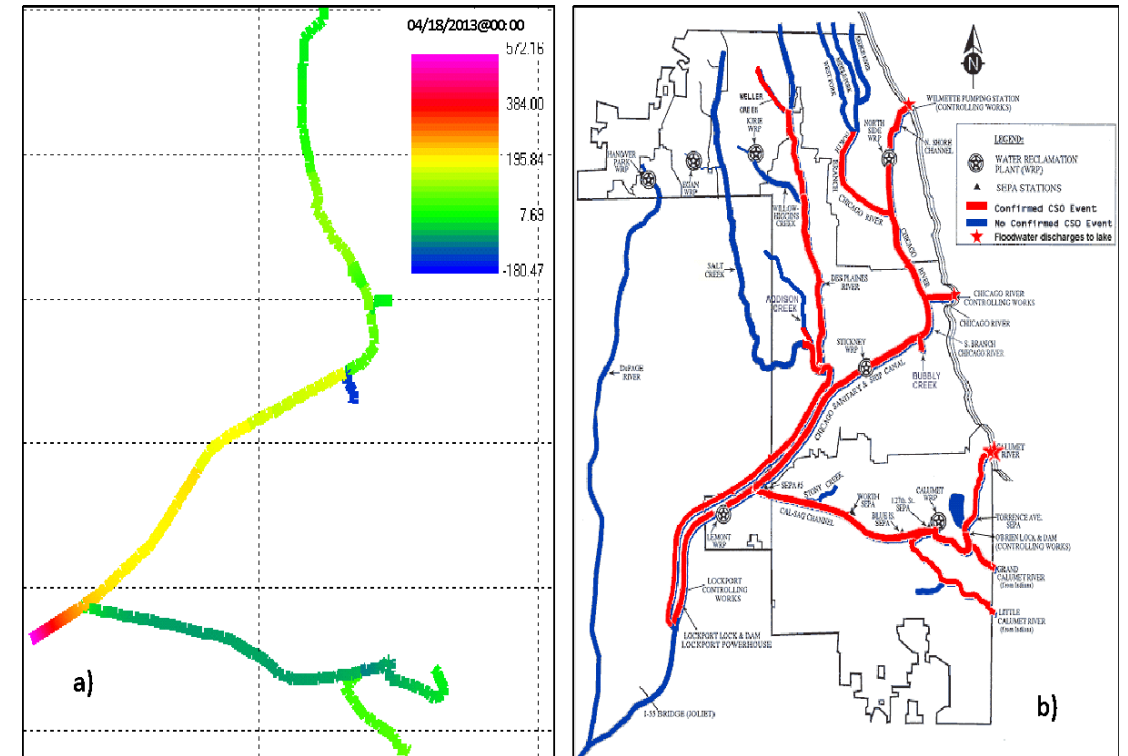 04/18/2013@00:00
572.16
384.00
195.84
7.69
-180.47
a)
N
WILMETTE PUMPING STATION
(CONTROLLING WORKS)
WELLER
CREEK
KIRIE
WRP
WEST FORK
NORTH
SIDE
WRP
N. SHORE
CHANNEL
HANOVER
PARK
WRP
EGAN
WRP
NORTH
BRANCH
CHICAGO RIVER
WILLOW-
HIGGINS
CREEK
LEGEND:
WATER RECLAMATION
PLANT (WRP)
SEPA STATIONS
Confirmed CSO Event
No Confirmed CSO Event
Floodwater discharges to lake
CHICAGO RIVER
SALT
CREEK
DES PLAINES
RIVER
ADDISON
CREEK
CHICAGO RIVER
CONTROLLING WORKS
CHICAGO RIVER
S. BRANCH
CHICAGO RIVER
STICKNEY
WRP
BUBBLY
CREEK
DuPAGE
RIVER
CHICAGO SANITARY & SHIP CANAL
CALUMET
RIVER
SEPA #5
STONY CREEK
WORTH
SEPA
CALUMET
WRP
127th. St.
SEPA
BLUE IS.
SEPA
CAL-SAG CHANNEL
TORRENCE AVE.
SEPA
O'BRIEN LOCK & DAM
(CONTROLLING WORKS)
LEMONT
WRP
GRAND
CALUMET RIVER
(from Indiana)
LOCKPORT
CONTROLLING
WORKS
LITTLE
CALUMET RIVER
(from Indiana)
LOCKPORT LOCK & DAM
LOCKPORT POWERHOUSE
I-55 BRIDGE (JOLIET)
b)